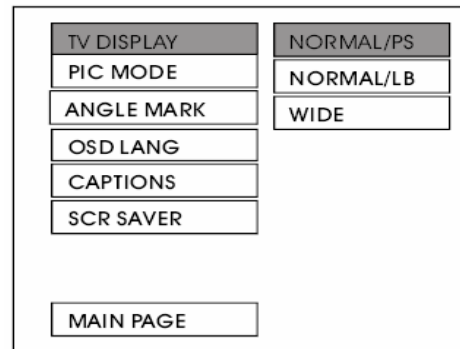 TV DISPLAY
PIC MODE
ANGLE MARK
OSD LANG
CAPTIONS
SCR SAVER
MAIN PAGE
NORMAL/PS
NORMAL/LB
WIDE